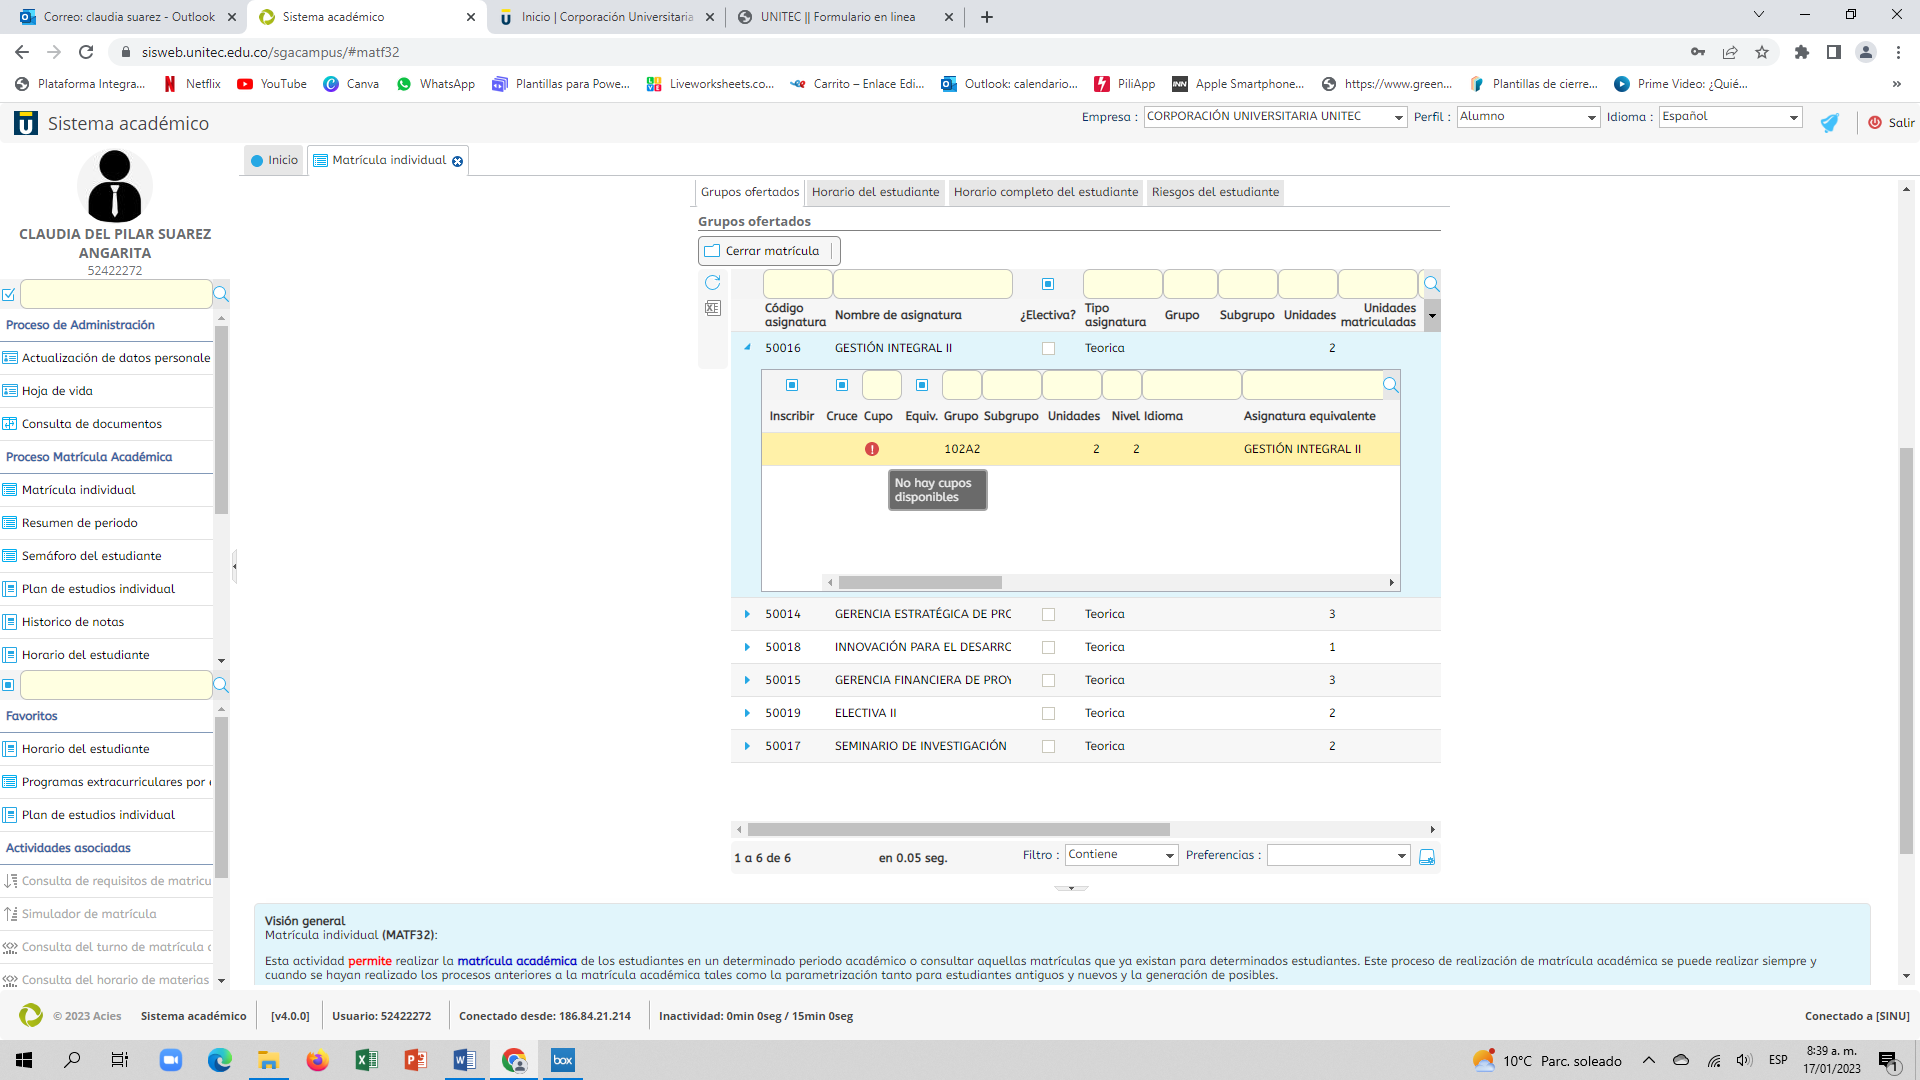 Correo: claudia suarez - Outlook
Sistema académico
Inicio | Corporación Universitaria
UNITEC || Formulario en linea
sisweb.unitec.edu.co/sgacampus/#matf32
Plataforma Integra...
Netflix
YouTube
Canva
WhatsApp
Plantillas para Powe...
Liveworksheets.co...
Carrito – Enlace Edi...
Outlook: calendario...
PiliApp
INN
Apple Smartphone...
https://www.green...
Plantillas de cierre...
Prime Video: ¿Qué...
»
Sistema académico
Empresa : CORPORACIÓN UNIVERSITARIA UNITEC
Perfil : Alumno
Idioma : Español
Salir
Inicio
Matrícula individual
CLAUDIA DEL PILAR SUAREZ
ANGARITA
52422272
Proceso de Administración
Actualización de datos personale
Hoja de vida
Consulta de documentos
Proceso Matrícula Académica
Matrícula individual
Resumen de periodo
Semáforo del estudiante
Plan de estudios individual
Historico de notas
Horario del estudiante
Favoritos
Horario del estudiante
Programas extracurriculares por
Plan de estudios individual
Actividades asociadas
Consulta de requisitos de matricu
Simulador de matrícula
Consulta del turno de matrícula
Consulta del horario de materias
Grupos ofertados
Horario del estudiante
Horario completo del estudiante
Riesgos del estudiante
Grupos ofertados
Cerrar matrícula
Código asignatura
Nombre de asignatura
¿Electiva?
Tipo asignatura
Grupo
Subgrupo
Unidades
Unidades matriculadas
50016 GESTIÓN INTEGRAL II Teorica 2
Inscribir Cruce Cupo Equiv. Grupo Subgrupo Unidades Nivel Idioma Asignatura equivalente
102A2 2 2 GESTIÓN INTEGRAL II
No hay cupos
disponibles
50014 GERENCIA ESTRATÉGICA DE PRO Teorica 3
50018 INNOVACIÓN PARA EL DESARRO Teorica 1
50015 GERENCIA FINANCIERA DE PROY Teorica 3
50019 ELECTIVA II Teorica 2
50017 SEMINARIO DE INVESTIGACIÓN Teorica 2
1 a 6 de 6
en 0.05 seg.
Filtro : Contiene
Preferencias :
Visión general
Matrícula individual (MATF32):
Esta actividad permite realizar la matrícula académica de los estudiantes en un determinado periodo académico o consultar aquellas matrículas que ya existan para determinados estudiantes. Este proceso de realización de matrícula académica se puede realizar siempre y
cuando se hayan realizado los procesos anteriores a la matrícula académica tales como la parametrización tanto para estudiantes antiguos y nuevos y la generación de posibles.
© 2023 Acies
Sistema académico
[v4.0.0]
Usuario: 52422272
Conectado desde: 186.84.21.214
Inactividad: 0min 0seg / 15min 0seg
Conectado a [SINU]
box
10°C Parc. soleado
ESP
8:39 a. m.
17/01/2023
1